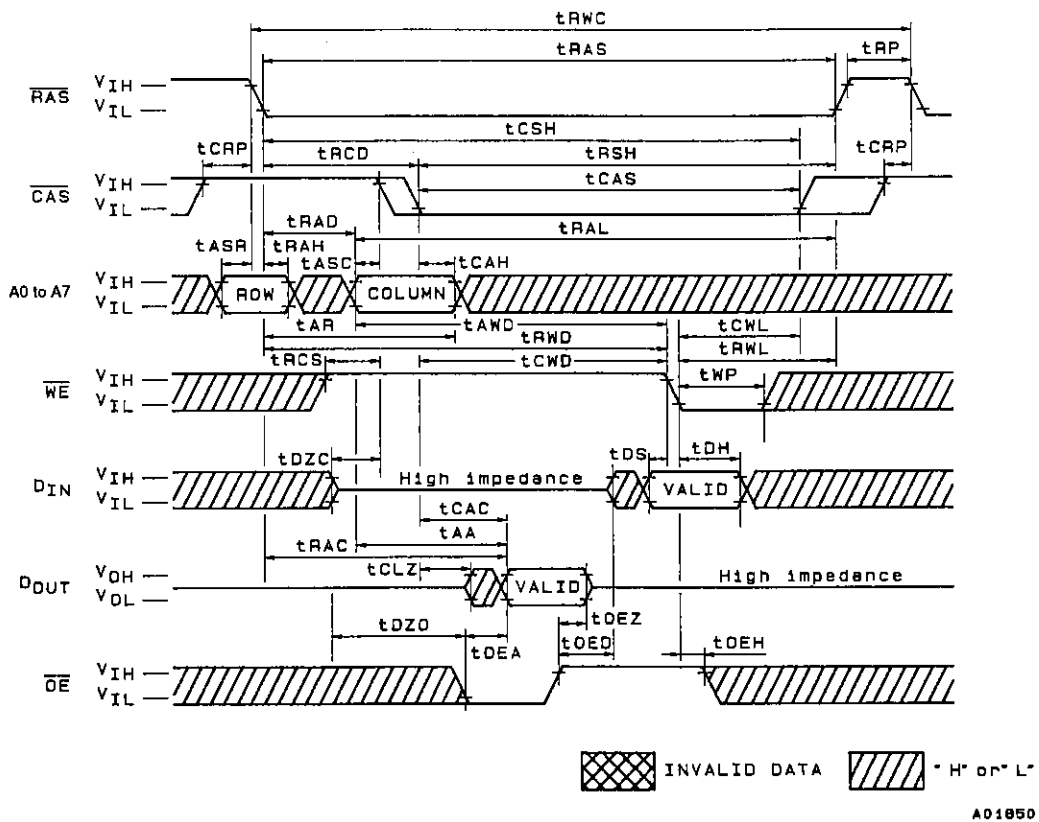 tRWC
tRAS
tRP
RAS
VIH
VIL
tCSH
tCRP
tRCD
tRSH
tCRP
CAS
VIH
VIL
tCAS
tRAD
tRAL
tASR
tRAH
tASC
tCAH
A0 to A7
VIH
VIL
ROW
COLUMN
tAR
tAWD
tCWL
tRWD
tRWL
tRCS
tCWD
tWP
WE
VIH
VIL
tDZC
tDS
tDH
DIN
VIH
VIL
High impedance
VALID
tCAC
tAA
tRAC
tCLZ
DOUT
VOH
VOL
VALID
High impedance
tOEZ
tDZO
tOEA
tOED
tOEH
OE
VIH
VIL
INVALID DATA
"H" or "L"
A01850